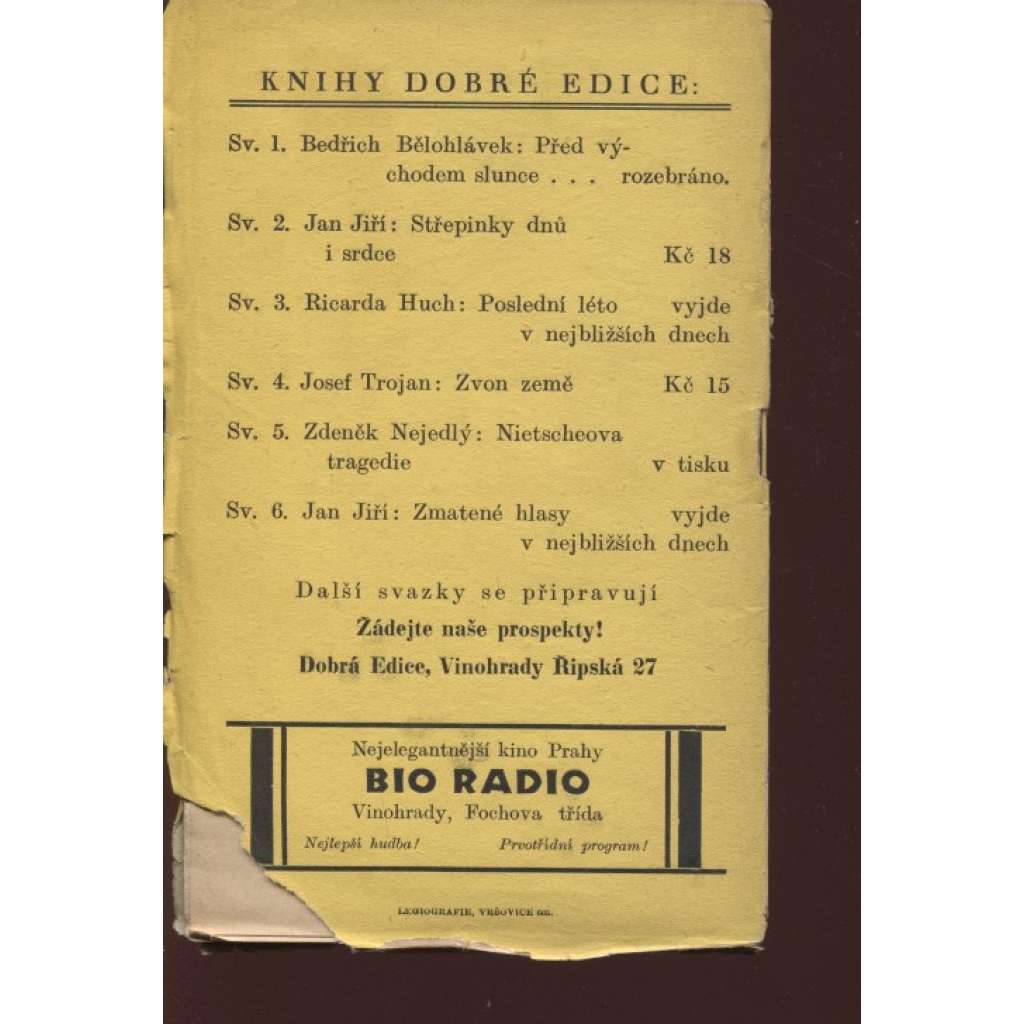 KNIHY DOBRÉ EDICE:
Sv. 1. Bedřich Bělohlávek: Před vý-
chodem slunce . . . rozebráno.
Sv. 2. Jan Jiří: Střepinky dnů
i srdce Kč 18
Sv. 3. Ricarda Huch: Poslední léto vyjde
v nejbližších dnech
Sv. 4. Josef Trojan: Zvon země Kč 15
Sv. 5. Zdeněk Nejedlý: Nietscheova
tragedie v tisku
Sv. 6. Jan Jiří: Zmatené hlasy vyjde
v nejbližších dnech
Další svazky se připravují
Žádejte naše prospekty!
Dobrá Edice, Vinohrady Řipská 27
Nejelegantnější kino Prahy
BIO RADIO
Vinohrady, Fochova třída
Nejlepší hudba! Prvotřídní program!
LEGIOGRAFIE, VRŠOVICE